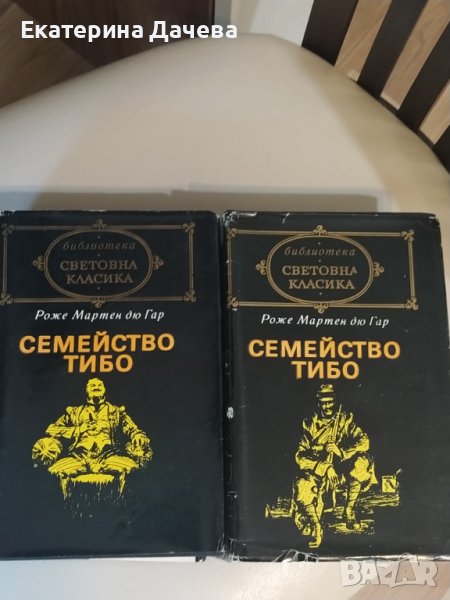 Екатерина Дачева
библиотека
СВЕТОВНА
КЛАСИКА
Роже Мартен дю Гар
СЕМЕЙСТВО
ТИБО
библиотека
СВЕТОВНА
КЛАСИКА
Роже Мартен дю Гар
СЕМЕЙСТВО
ТИБО
BAZAR